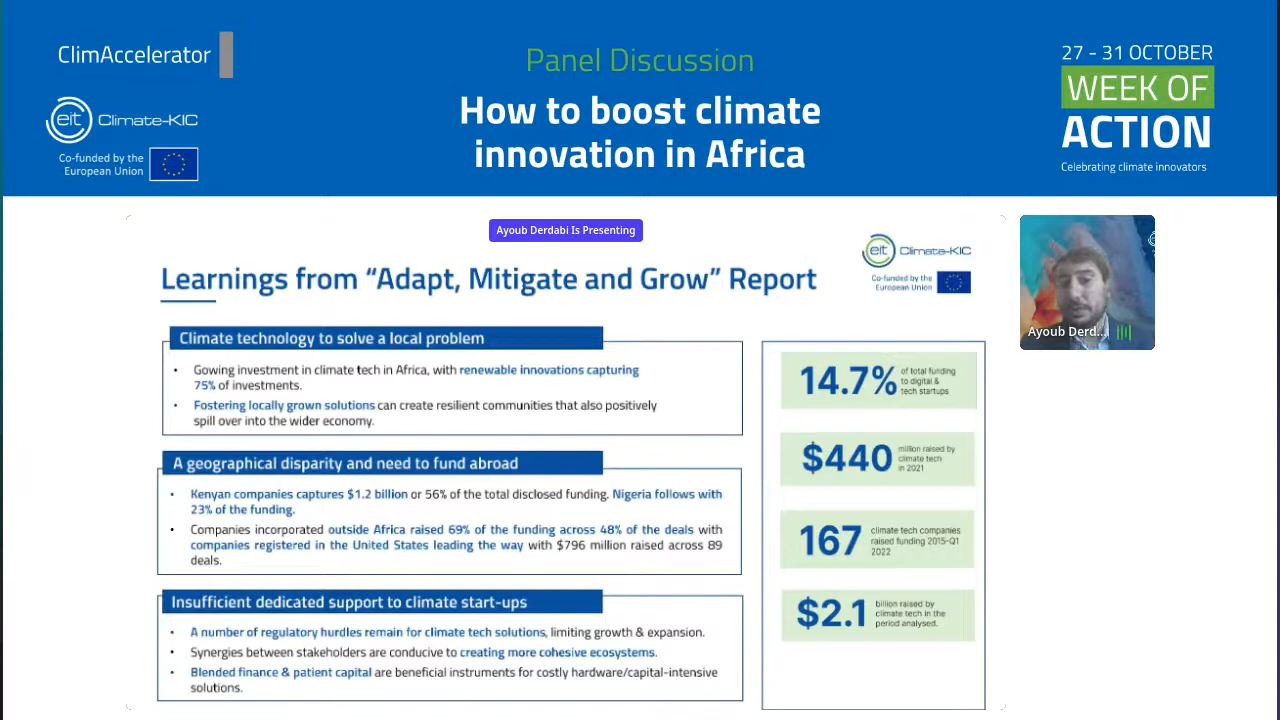 ClimAccelerator
eit Climate-KIC
Co-funded by the
European Union
Panel Discussion
How to boost climate
innovation in Africa
27 - 31 OCTOBER
WEEK OF
ACTION
Celebrating climate innovators
Ayoub Derdabi Is Presenting
eit Climate-KIC
Co-funded by the
European Union
Learnings from “Adapt, Mitigate and Grow” Report
Climate technology to solve a local problem
• Gowing investment in climate tech in Africa, with renewable innovations capturing
75% of investments.
• Fostering locally grown solutions can create resilient communities that also positively
spill over into the wider economy.
A geographical disparity and need to fund abroad
• Kenyan companies captures $1.2 billion or 56% of the total disclosed funding. Nigeria follows with
23% of the funding.
• Companies incorporated outside Africa raised 69% of the funding across 48% of the deals with
companies registered in the United States leading the way with $796 million raised across 89
deals.
Insufficient dedicated support to climate start-ups
• A number of regulatory hurdles remain for climate tech solutions, limiting growth & expansion.
• Synergies between stakeholders are conducive to creating more cohesive ecosystems.
• Blended finance & patient capital are beneficial instruments for costly hardware/capital-intensive
solutions.
14.7%
of total funding
to digital &
tech startups
$440
million raised by
climate tech
in 2021
167
climate tech companies
raised funding 2015-Q1
2022
$2.1
billion raised by
climate tech in the
period analysed.
Ayoub Derd...